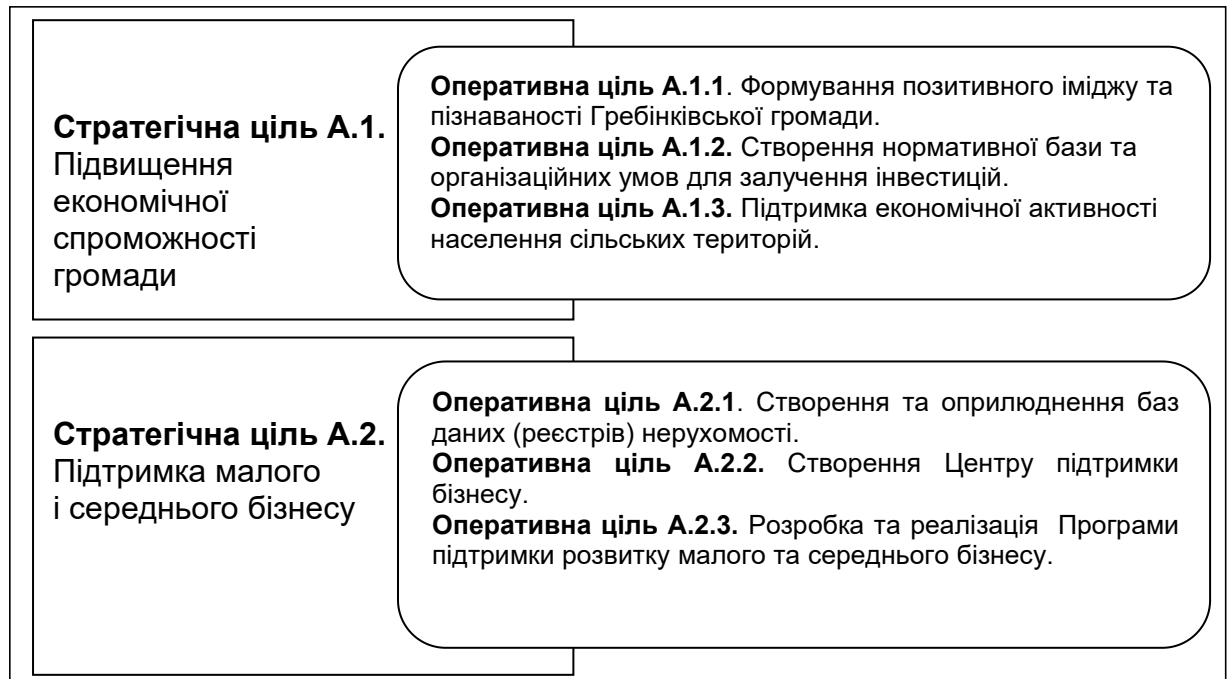 Стратегічна ціль А.1.
Підвищення
економічної
спроможності
громади
Оперативна ціль А.1.1. Формування позитивного іміджу та
пізнаваності Гребінківської громади.
Оперативна ціль А.1.2. Створення нормативної бази та
організаційних умов для залучення інвестицій.
Оперативна ціль А.1.3. Підтримка економічної активності
населення сільських територій.
Стратегічна ціль А.2.
Підтримка малого
і середнього бізнесу
Оперативна ціль А.2.1. Створення та оприлюднення баз
даних (реєстрів) нерухомості.
Оперативна ціль А.2.2. Створення Центру підтримки
бізнесу.
Оперативна ціль А.2.3. Розробка та реалізація Програми
підтримки розвитку малого та середнього бізнесу.